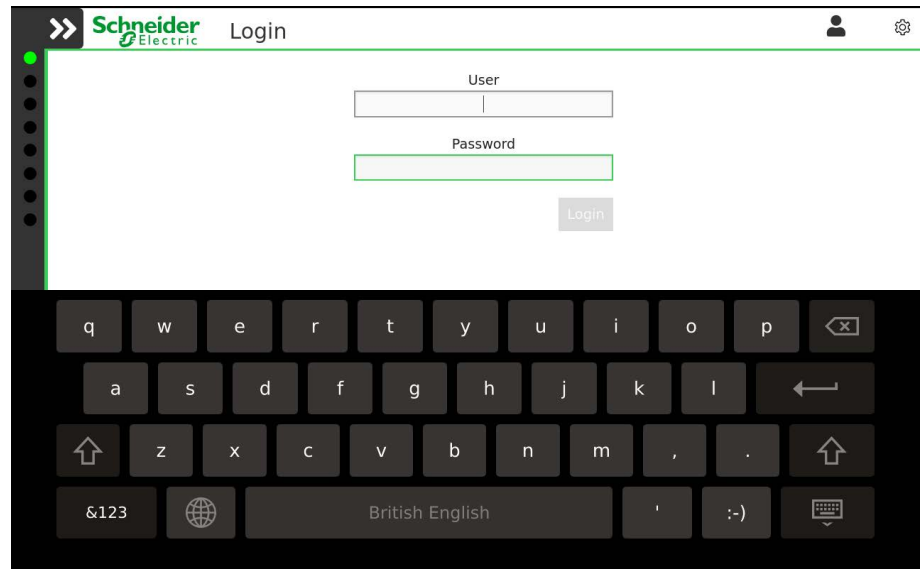 Schneider Electric Login
User
Password
Login
q w e r t y u i o p
a s d f g h j k l
z x c v b n m , .
&123 British English ' :-)